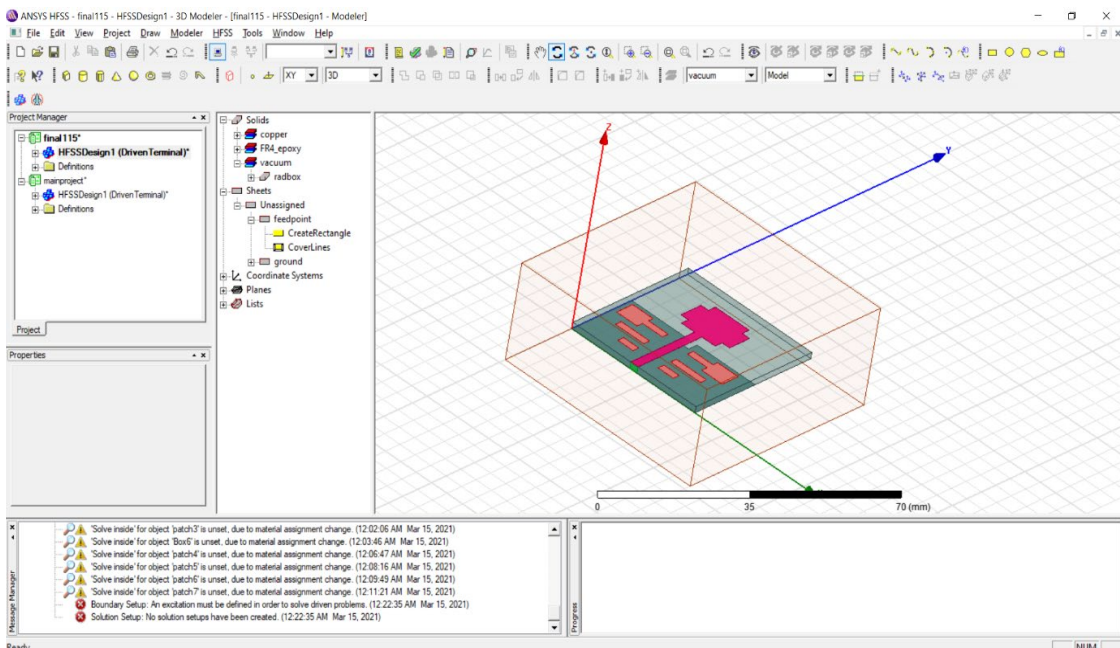 ANSYS HFSS - final115 - HFSSDesign1 - 3D Modeler - [final115 - HFSSDesign1 - Modeler]
File Edit View Project Draw Modeler HFSS Tools Window Help
XY 3D vacuum Model
Project Manager
final115*
HFSSDesign1 (DrivenTerminal)*
Definitions
mainproject*
HFSSDesign1 (DrivenTerminal)*
Definitions
Project
Properties
Solids
copper
FR4_epoxy
vacuum
radbox
Sheets
Unassigned
feedpoint
CreateRectangle
CoverLines
ground
Coordinate Systems
Planes
Lists
Z
Y
0 35 70 (mm)
'Solve inside' for object 'patch3' is unset, due to material assignment change. (12:02:06 AM Mar 15, 2021)
'Solve inside' for object 'Box6' is unset, due to material assignment change. (12:03:46 AM Mar 15, 2021)
'Solve inside' for object 'patch4' is unset, due to material assignment change. (12:06:47 AM Mar 15, 2021)
'Solve inside' for object 'patch5' is unset, due to material assignment change. (12:08:16 AM Mar 15, 2021)
'Solve inside' for object 'patch6' is unset, due to material assignment change. (12:09:49 AM Mar 15, 2021)
'Solve inside' for object 'patch7' is unset, due to material assignment change. (12:11:21 AM Mar 15, 2021)
Boundary Setup: An excitation must be defined in order to solve driven problems. (12:22:35 AM Mar 15, 2021)
Solution Setup: No solution setups have been created. (12:22:35 AM Mar 15, 2021)
Message Manager
Progress
Ready
NUM